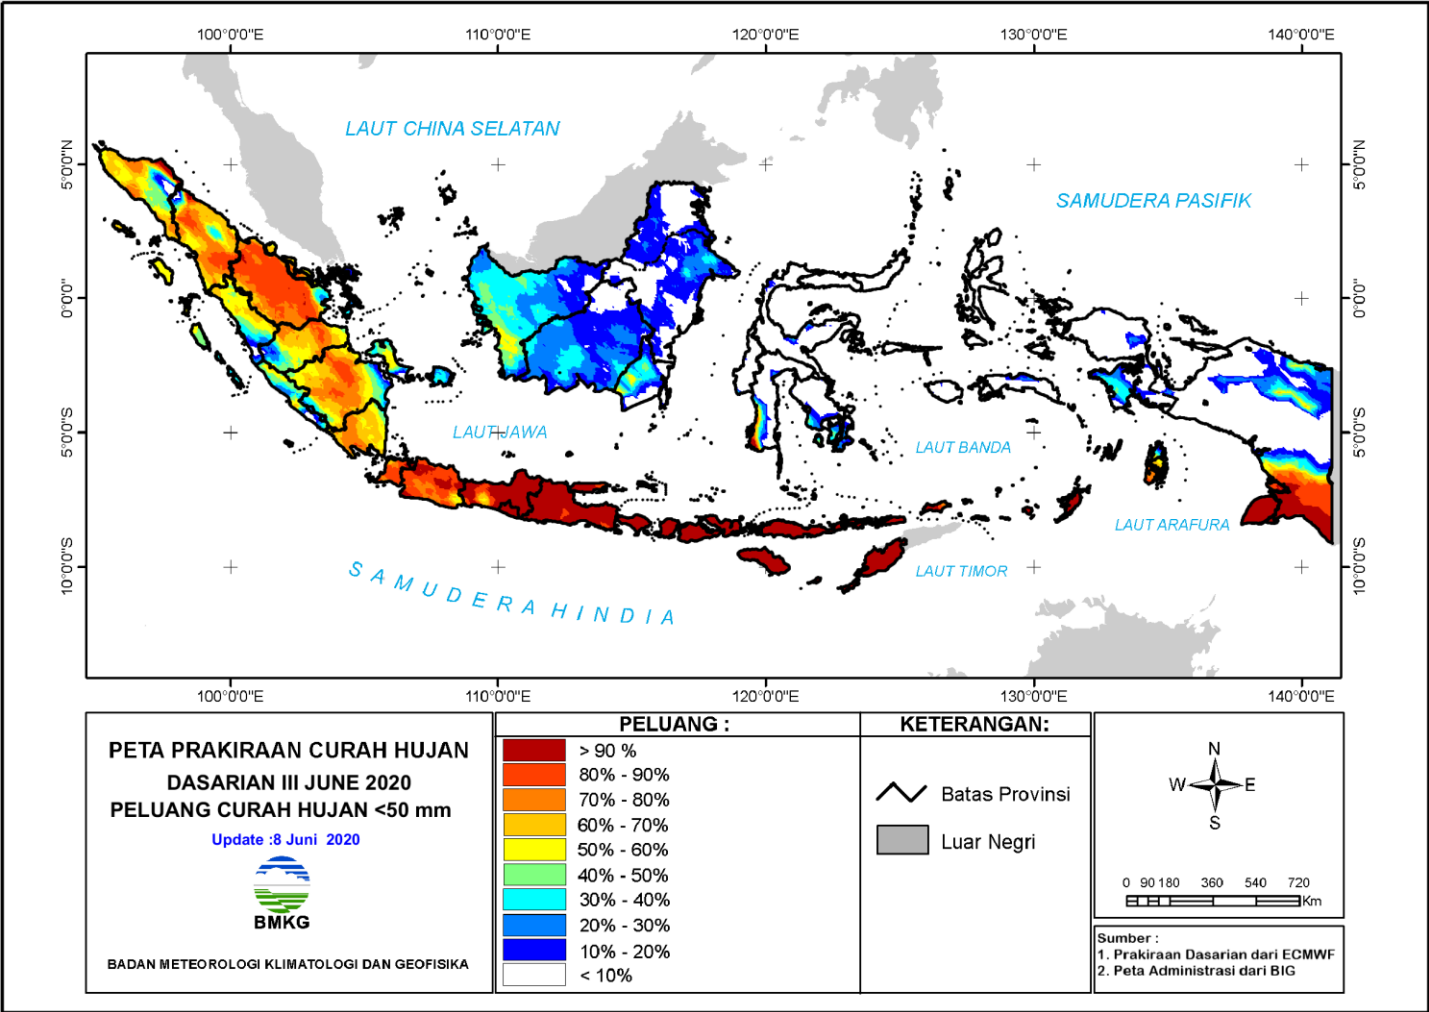 100°0'0"E 110°0'0"E 120°0'0"E 130°0'0"E 140°0'0"E
5°0'0"N
0°0'0"
5°0'0"S
10°0'0"S
LAUT CHINA SELATAN
SAMUDERA PASIFIK
LAUT JAWA
LAUT BANDA
LAUT ARAFURA
LAUT TIMOR
SAMUDERA HINDIA
5°0'0"N
0°0'0"
5°0'0"S
10°0'0"S
100°0'0"E 110°0'0"E 120°0'0"E 130°0'0"E 140°0'0"E
PETA PRAKIRAAN CURAH HUJAN
DASARIAN III JUNE 2020
PELUANG CURAH HUJAN <50 mm
Update :8 Juni 2020
BMKG
BADAN METEOROLOGI KLIMATOLOGI DAN GEOFISIKA
PELUANG :
> 90 %
80% - 90%
70% - 80%
60% - 70%
50% - 60%
40% - 50%
30% - 40%
20% - 30%
10% - 20%
< 10%
KETERANGAN:
Batas Provinsi
Luar Negri
N
W E
S
0 90 180 360 540 720
Km
Sumber :
1. Prakiraan Dasarian dari ECMWF
2. Peta Administrasi dari BIG